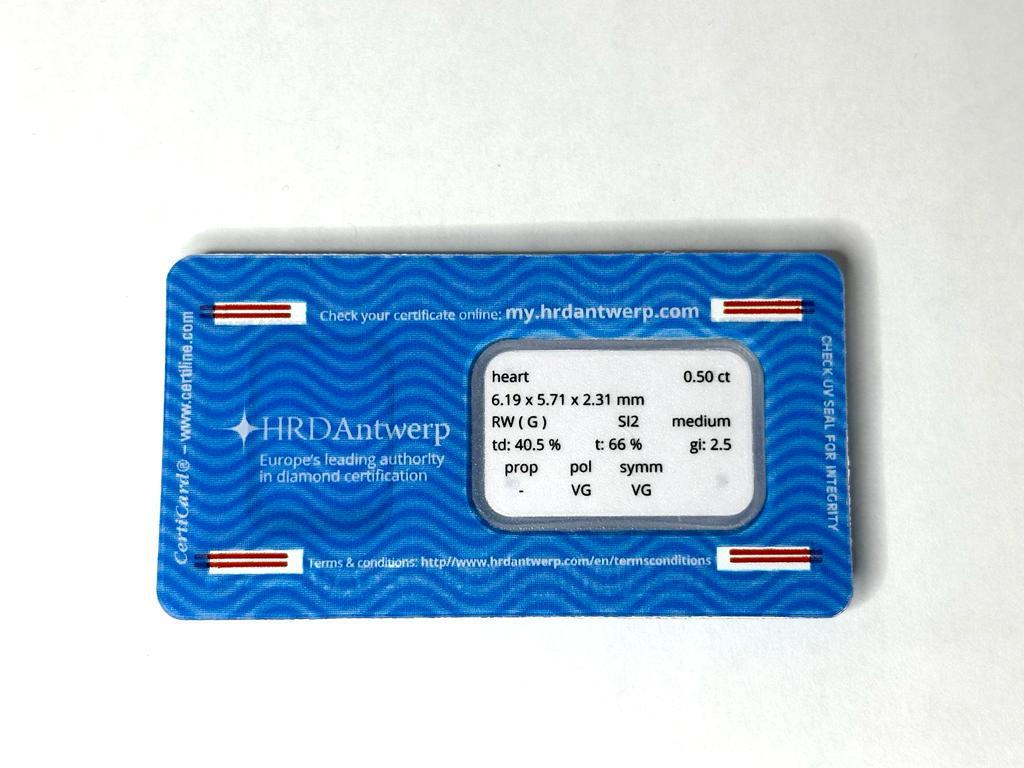 Check your certificate online: my.hrdantwerp.com
CertiCard® – www.certiline.com
HRDAntwerp
Europe's leading authority
in diamond certification
heart 0.50 ct
6.19 x 5.71 x 2.31 mm
RW ( G ) SI2 medium
td: 40.5 % t: 66 % gi: 2.5
prop pol symm
- VG VG
CHECK UV SEAL FOR INTEGRITY
Terms & conditions: http//www.hrdantwerp.com/en/termsconditions